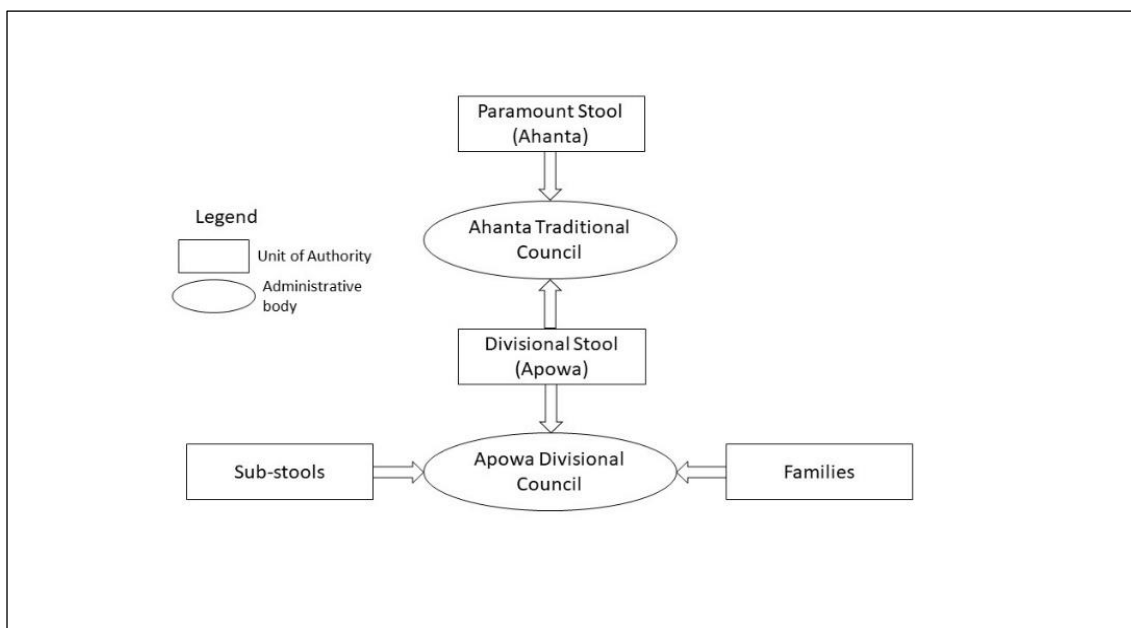 Paramount Stool
(Ahanta)
Ahanta Traditional
Council
Legend
Unit of Authority
Administrative
body
Divisional Stool
(Apowa)
Sub-stools
Apowa Divisional
Council
Families